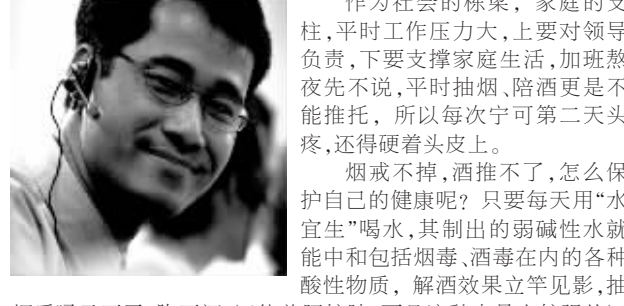 作为社会的栋梁，家庭的支
柱，平时工作压力大，上要对领导
负责，下要支撑家庭生活，加班熬
夜先不说，平时抽烟、陪酒更是不
能推托，所以每次宁可第二天头
疼，还得硬着头皮上。
烟戒不掉，酒推不了，怎么保
护自己的健康呢？只要每天用“水
宜生”喝水，其制出的弱碱性水就
能中和包括烟毒、酒毒在内的各种
酸性物质，解酒效果立竿见影，抽